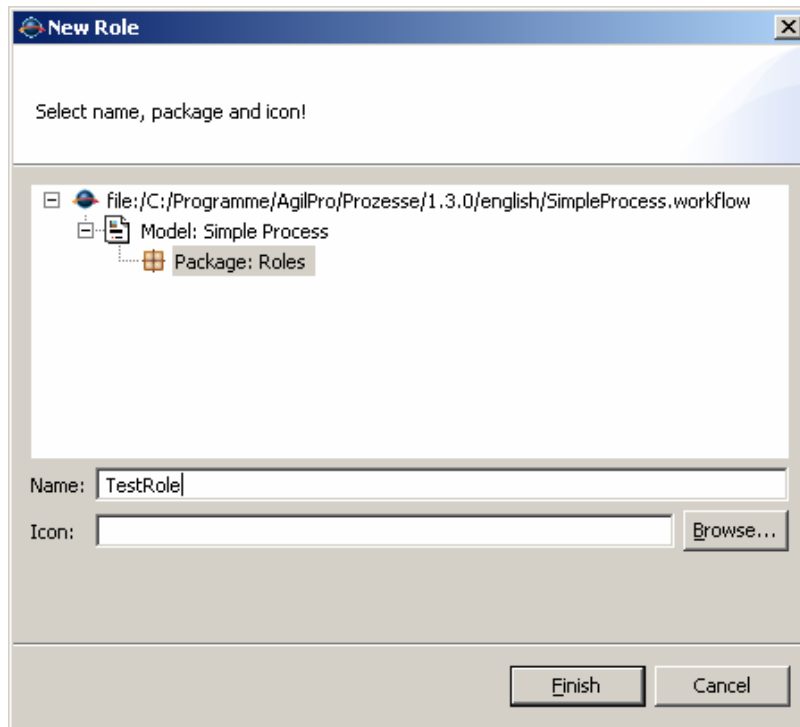 New Role
Select name, package and icon!
file:/C:/Programme/AgilPro/Prozesse/1.3.0/english/SimpleProcess.workflow
Model: Simple Process
Package: Roles
Name: TestRole
Icon: Browse...
Finish Cancel